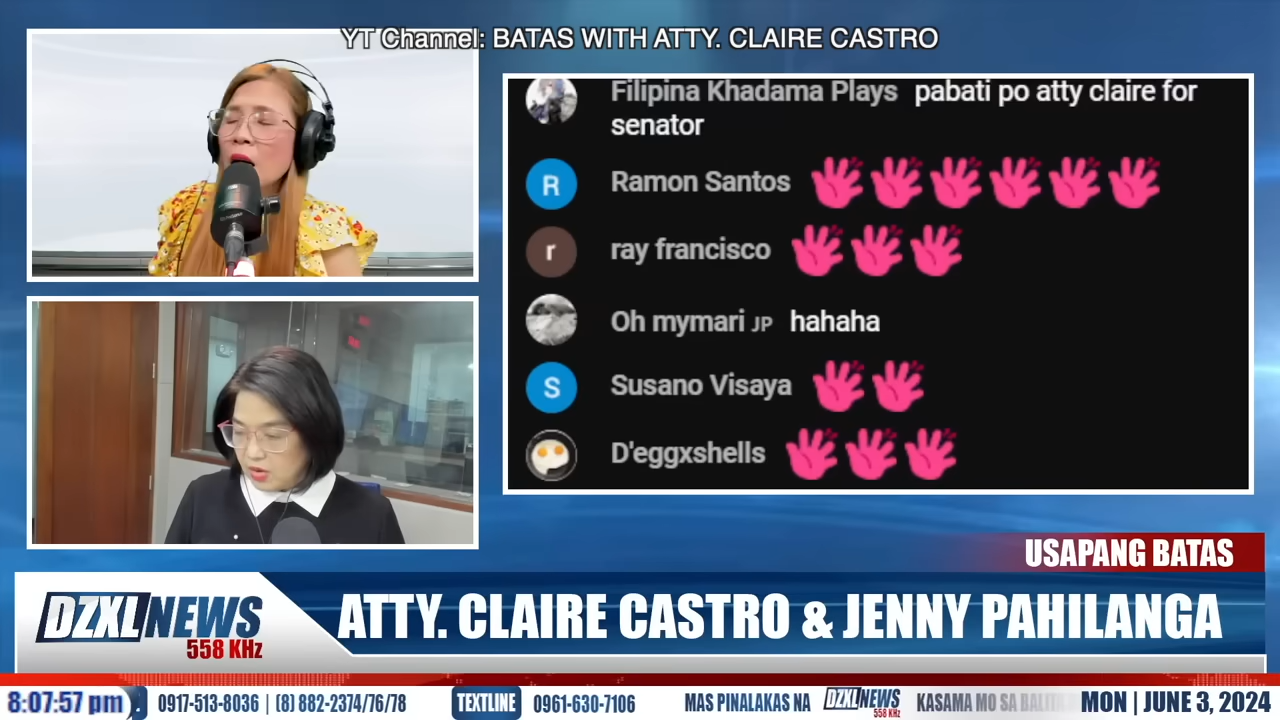 YT Channel: BATAS WITH ATTY. CLAIRE CASTRO
Filipina Khadama Plays pabati po atty claire for
senator
R Ramon Santos
r ray francisco
Oh mymari JP hahaha
S Susano Visaya
D'eggxshells
USAPANG BATAS
DZXL NEWS
558 KHz
ATTY. CLAIRE CASTRO & JENNY PAHILANGA
8:07:57 pm 0917-513-8036 | (8) 882-2374/76/78 TEXTLINE 0961-630-7106 MAS PINALAKAS NA DZXL NEWS 558 KHz KASAMA MO SA MON | JUNE 3, 2024